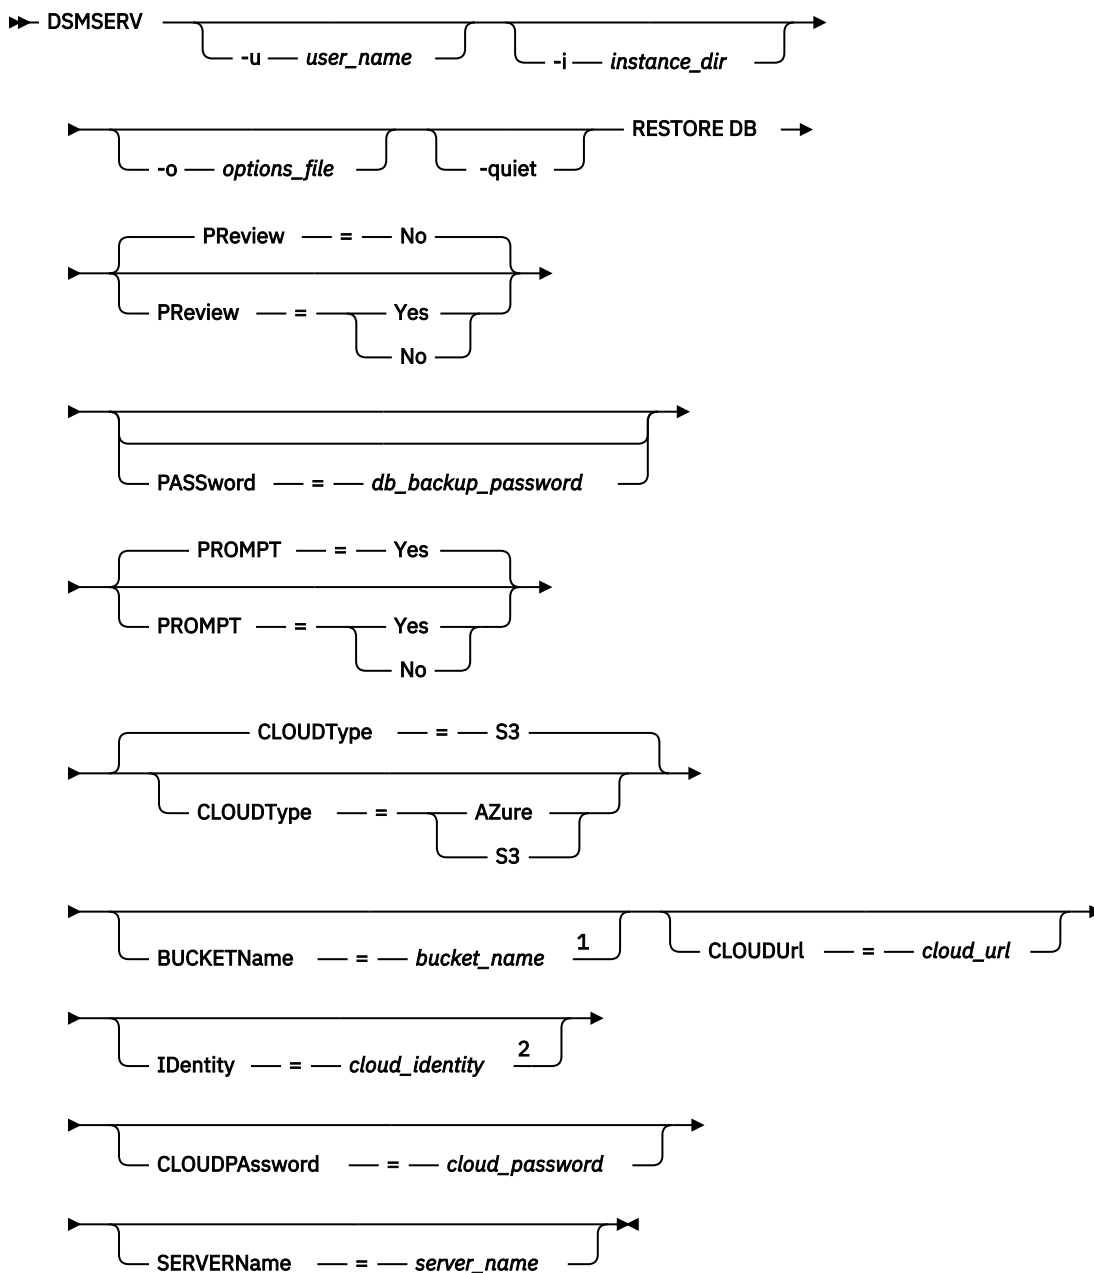 DSMSERV
-u user_name -i instance_dir
RESTORE DB
-o options_file -quiet
PReview = No
PReview = Yes
No
PASSword = db_backup_password
PROMPT = Yes
PROMPT = Yes
No
CLOUDType = S3
CLOUDType = AZure
S3
BUCKETName = bucket_name 1 CLOUDUrl = cloud_url
IDentity = cloud_identity 2
CLOUDPAssword = cloud_password
SERVERName = server_name